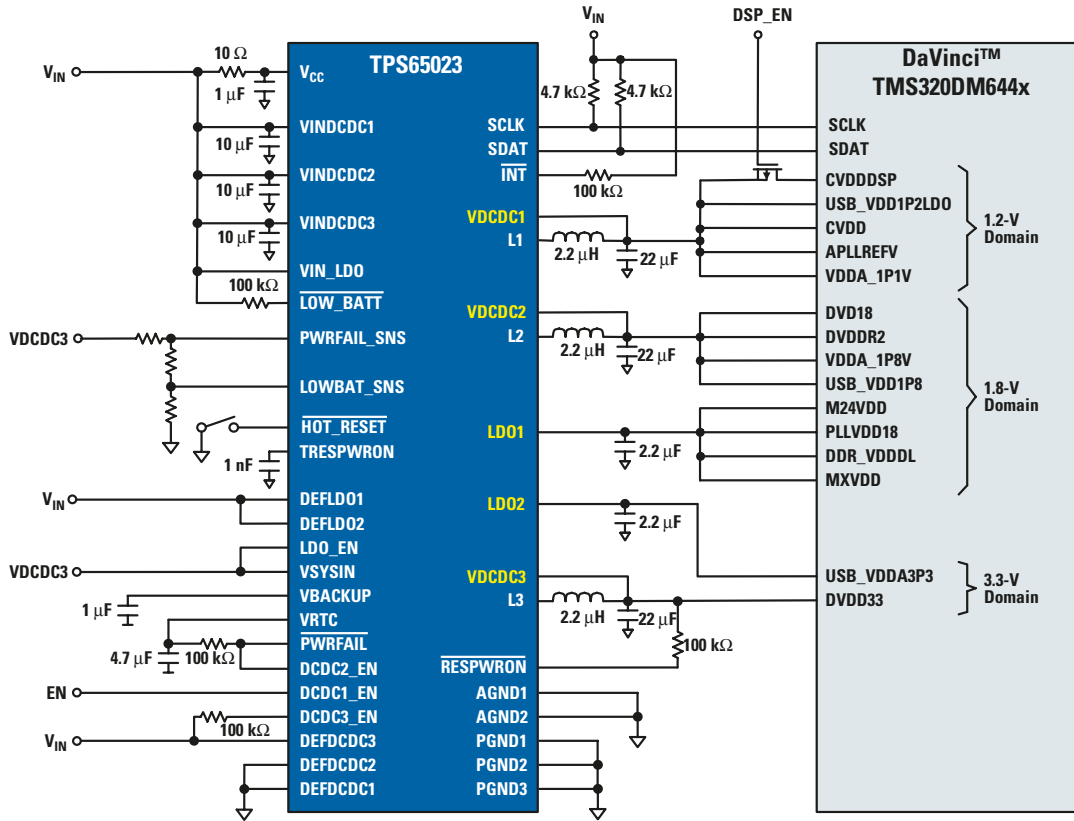 V_IN
DSP_EN
V_IN
10 Ω
1 µF
10 µF
10 µF
10 µF
100 kΩ
VDCDC3
1 nF
V_IN
VDCDC3
1 µF
4.7 µF
100 kΩ
EN
100 kΩ
V_IN
TPS65023
V_CC
VINDCDC1
VINDCDC2
VINDCDC3
VIN_LDO
LOW_BATT
PWRFAIL_SNS
LOWBAT_SNS
HOT_RESET
TRESPWRON
DEFLDO1
DEFLDO2
LDO_EN
VSYSIN
VBACKUP
VRTC
PWRFAIL
DCDC2_EN
DCDC1_EN
DCDC3_EN
DEFDCDC3
DEFDCDC2
DEFDCDC1
SCLK
SDAT
INT
VDCDC1
L1
VDCDC2
L2
LDO1
LDO2
VDCDC3
L3
RESPWRON
AGND1
AGND2
PGND1
PGND2
PGND3
4.7 kΩ
4.7 kΩ
100 kΩ
2.2 µH
22 µF
2.2 µH
22 µF
2.2 µF
2.2 µF
2.2 µH
22 µF
100 kΩ
DaVinci™
TMS320DM644x
SCLK
SDAT
CVDDDSP
USB_VDD1P2LDO
CVDD
APLLREFV
VDDA_1P1V
1.2-V
Domain
DVD18
DVDDR2
VDDA_1P8V
USB_VDD1P8
M24VDD
PLLVDD18
DDR_VDDDL
MXVDD
1.8-V
Domain
USB_VDDA3P3
DVDD33
3.3-V
Domain